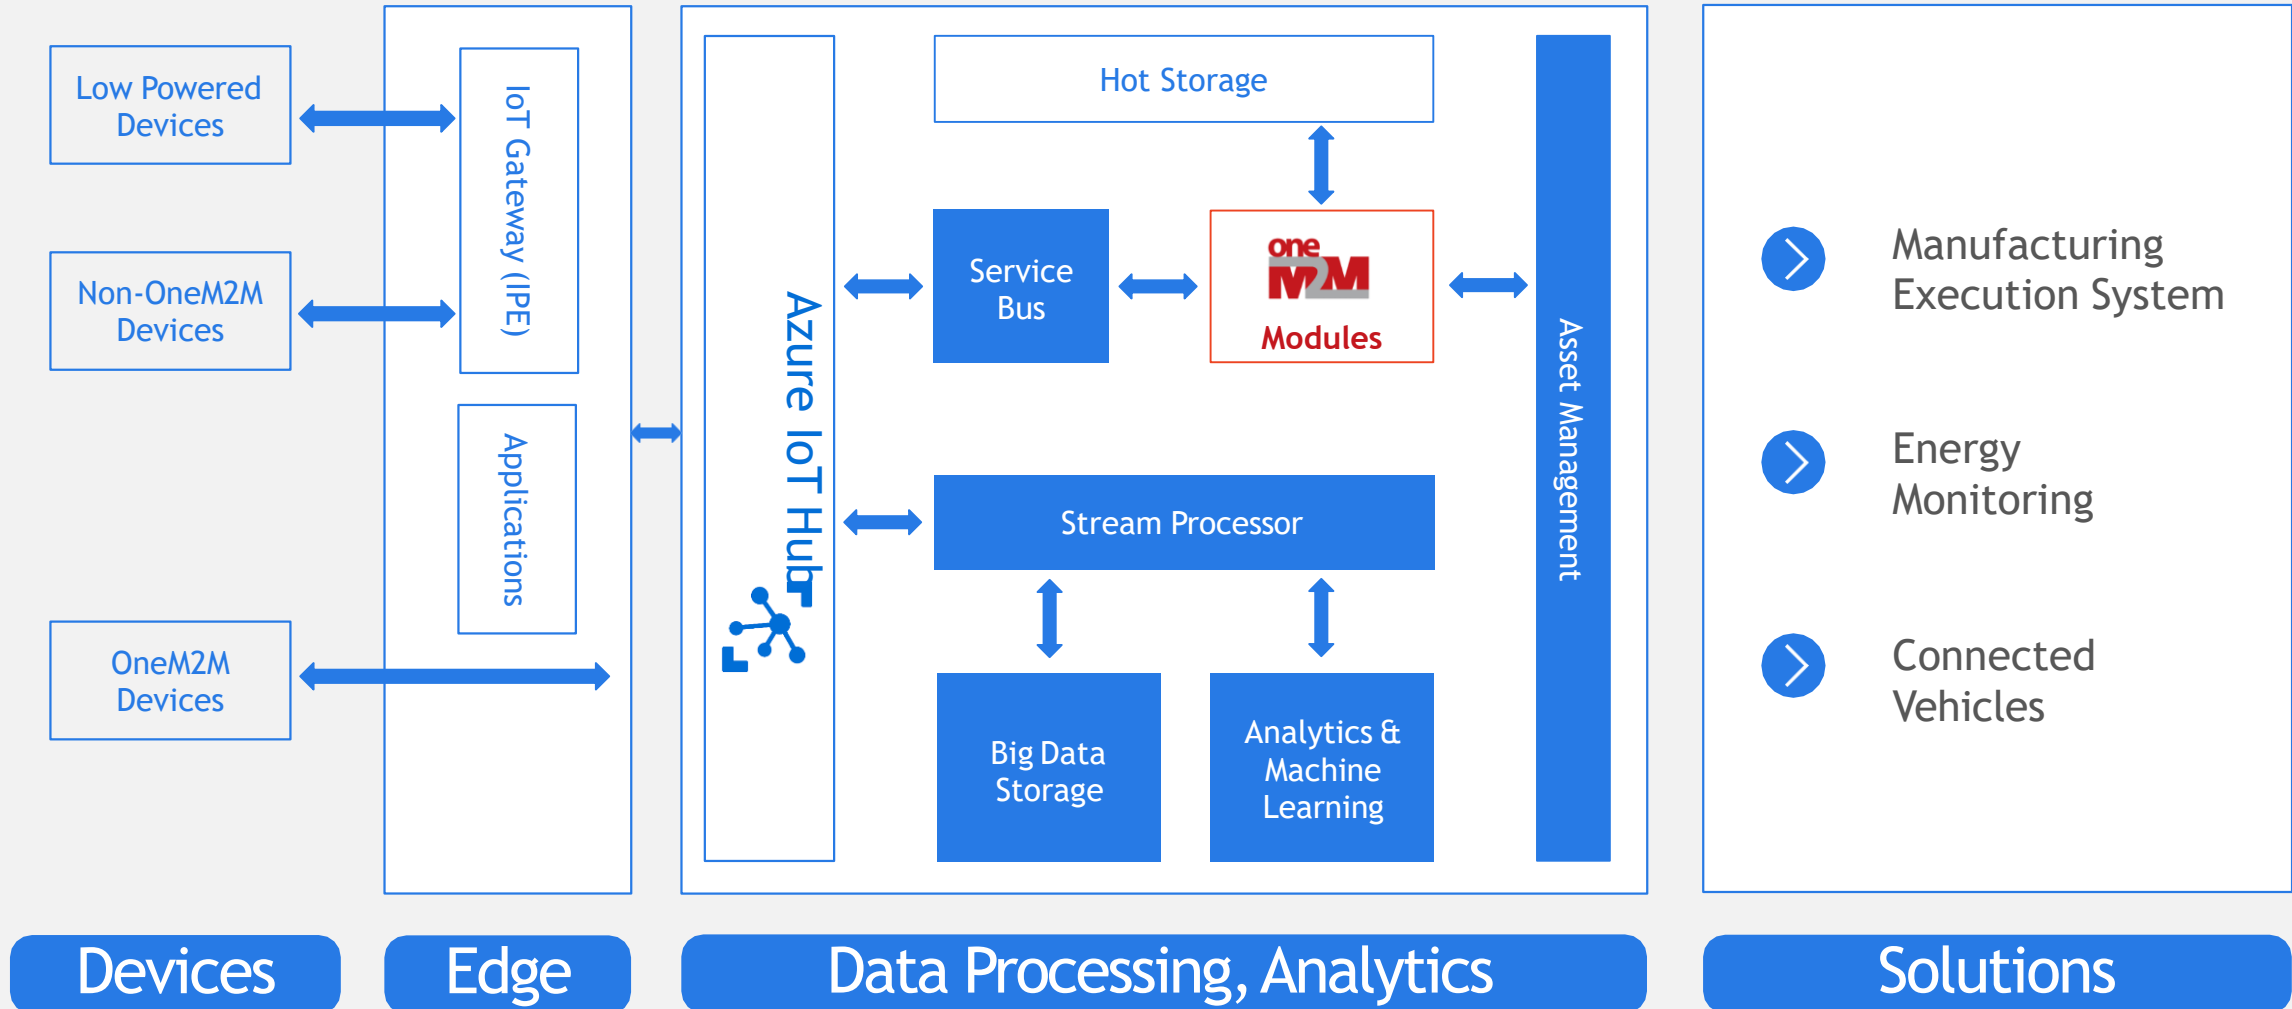 Low Powered
Devices
Non-OneM2M
Devices
OneM2M
Devices
IoT Gateway (IPE)
Applications
Azure IoT Hub
Hot Storage
Service
Bus
one
M2M
Modules
Stream Processor
Big Data
Storage
Analytics &
Machine
Learning
Asset Management
Manufacturing
Execution System
Energy
Monitoring
Connected
Vehicles
Devices
Edge
Data Processing, Analytics
Solutions